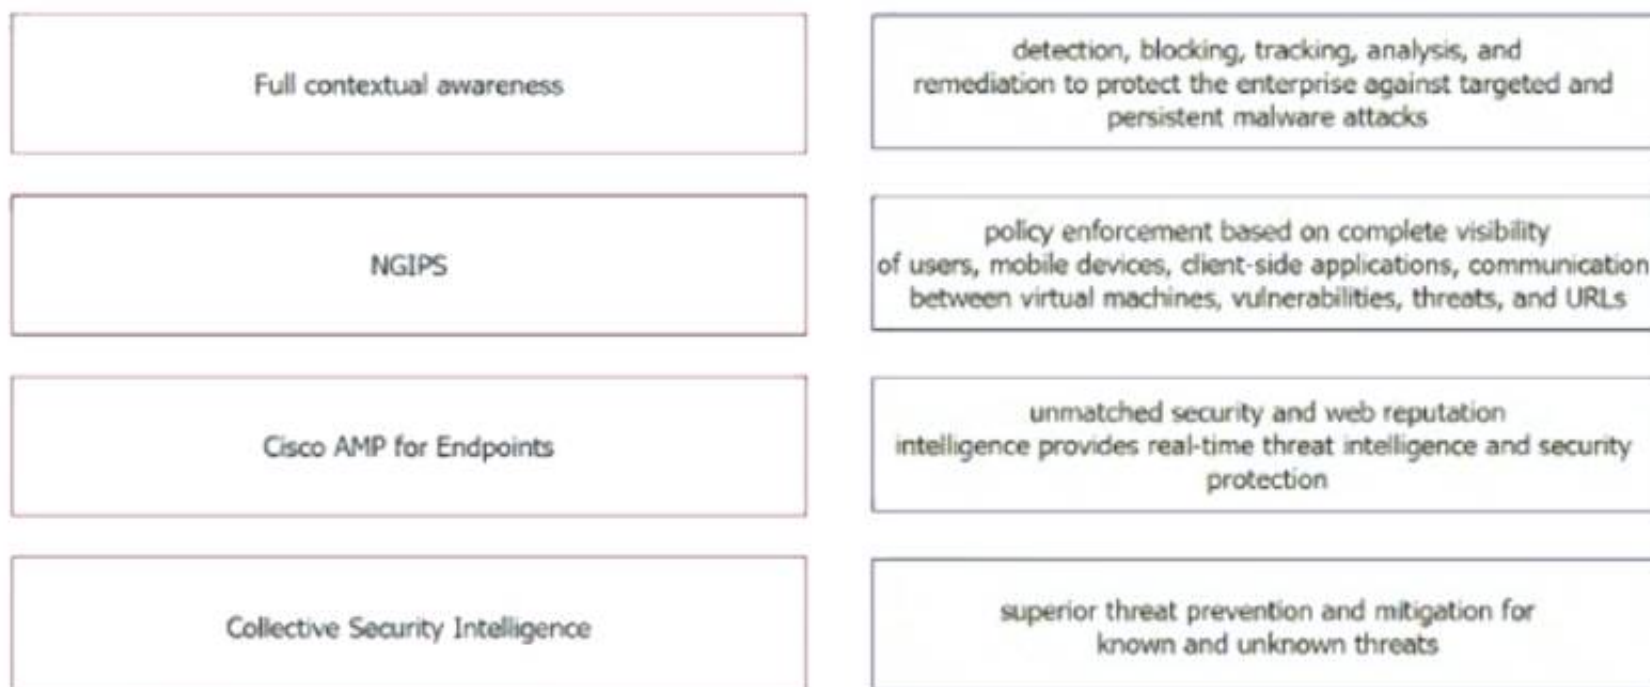 Full contextual awareness
detection, blocking, tracking, analysis, and
remediation to protect the enterprise against targeted and
persistent malware attacks
NGIPS
policy enforcement based on complete visibility
of users, mobile devices, client-side applications, communication
between virtual machines, vulnerabilities, threats, and URLs
Cisco AMP for Endpoints
unmatched security and web reputation
intelligence provides real-time threat intelligence and security
protection
Collective Security Intelligence
superior threat prevention and mitigation for
known and unknown threats